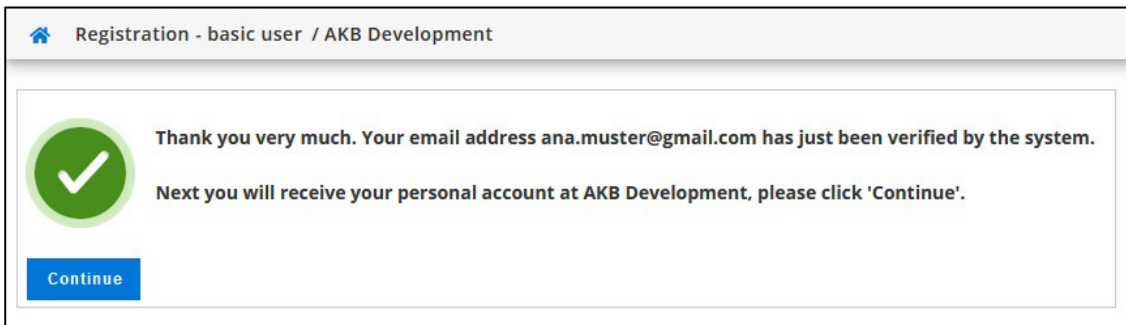 Registration - basic user / AKB Development
Thank you very much. Your email address ana.muster@gmail.com has just been verified by the system.
Next you will receive your personal account at AKB Development, please click 'Continue'.
Continue